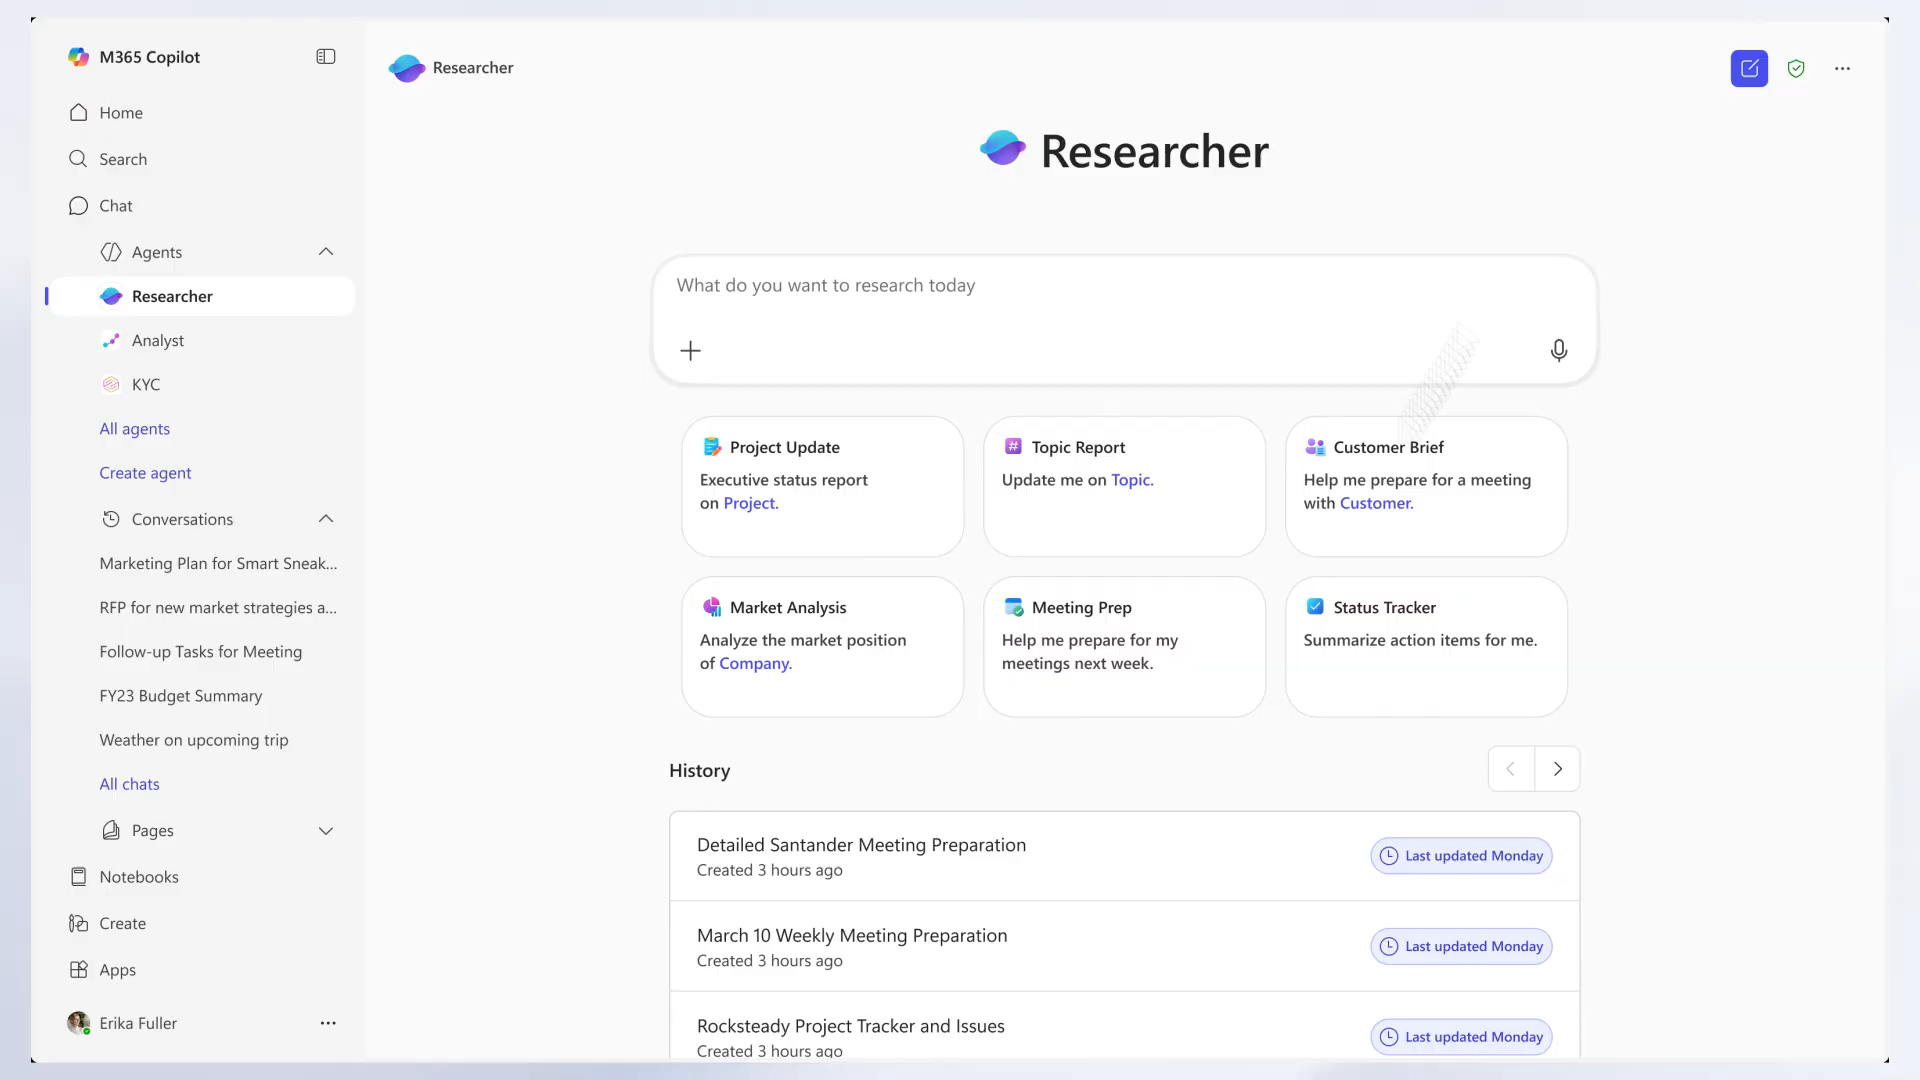 M365 Copilot
Home
Search
Chat
Agents
Researcher
Analyst
KYC
All agents
Create agent
Conversations
Marketing Plan for Smart Sneak...
RFP for new market strategies a...
Follow-up Tasks for Meeting
FY23 Budget Summary
Weather on upcoming trip
All chats
Pages
Notebooks
Create
Apps
Erika Fuller
Researcher
Researcher
What do you want to research today
Project Update
Executive status report
on Project.
Topic Report
Update me on Topic.
Customer Brief
Help me prepare for a meeting
with Customer.
Market Analysis
Analyze the market position
of Company.
Meeting Prep
Help me prepare for my
meetings next week.
Status Tracker
Summarize action items for me.
History
Detailed Santander Meeting Preparation
Created 3 hours ago
Last updated Monday
March 10 Weekly Meeting Preparation
Created 3 hours ago
Last updated Monday
Rocksteady Project Tracker and Issues
Created 3 hours ago
Last updated Monday